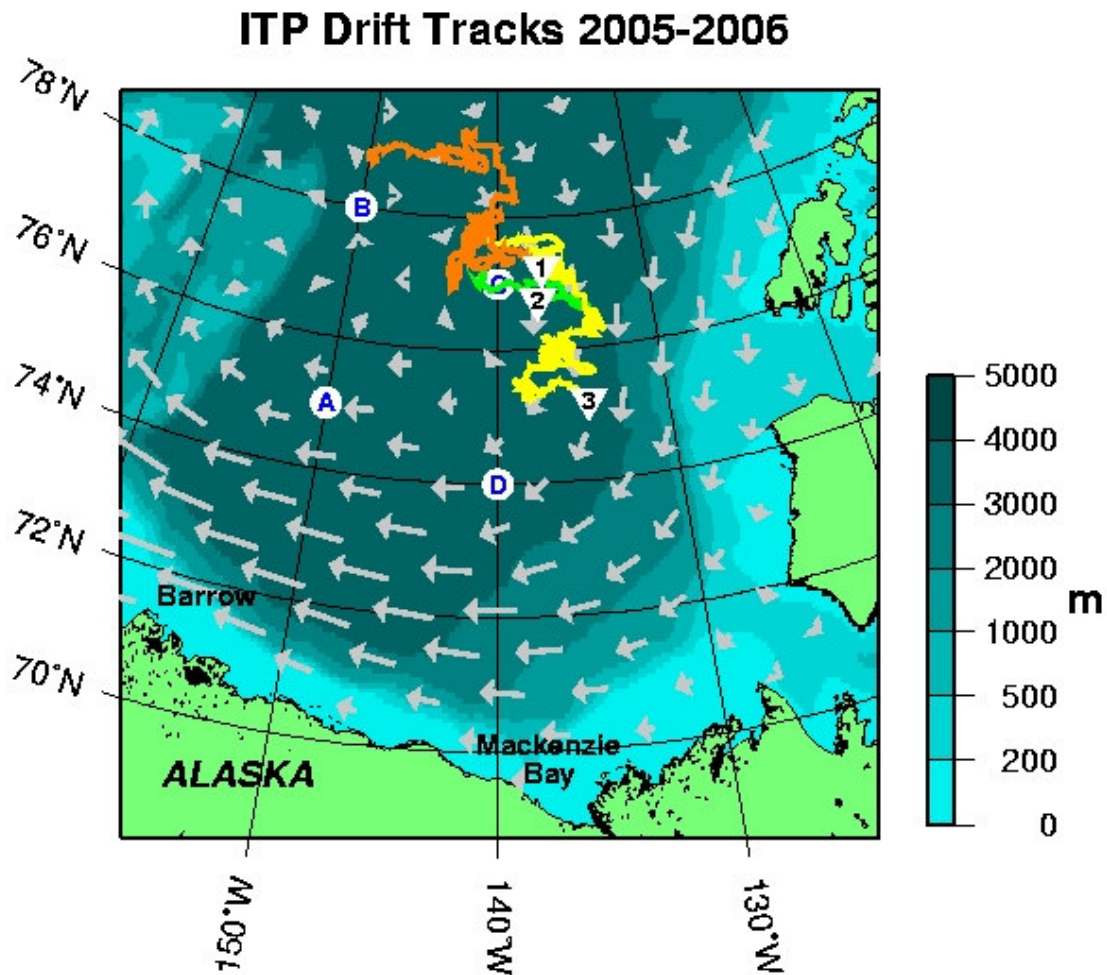 ITP Drift Tracks 2005-2006
78°N
76°N
74°N
72°N
70°N
B
1
C
2
A
3
D
Barrow
Mackenzie
Bay
ALASKA
150°W
140°W
130°W
5000
4000
3000
2000
1000
500
200
0
m